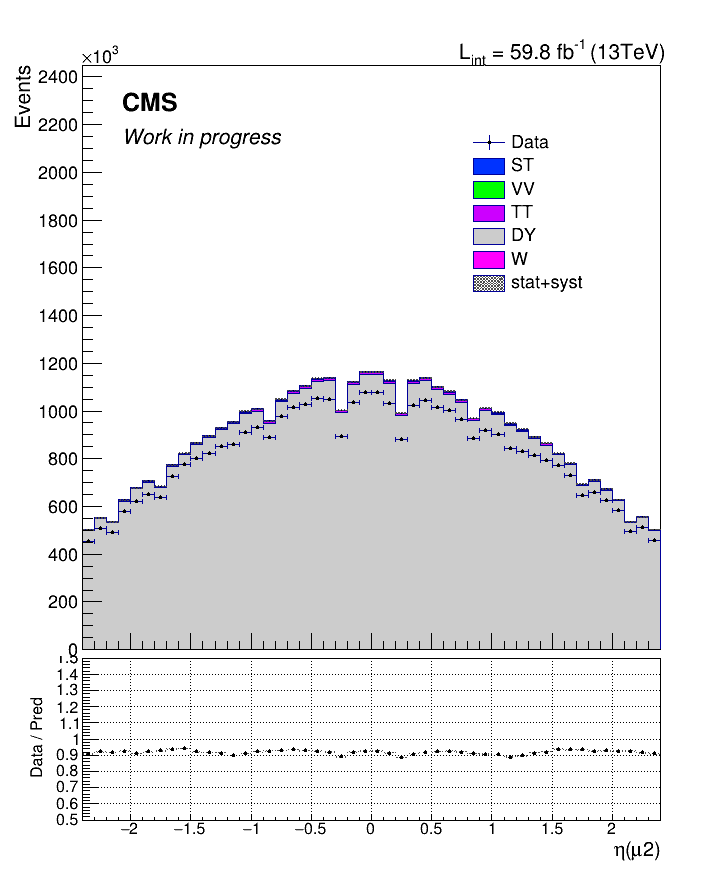 ×10³
L_int = 59.8 fb⁻¹ (13TeV)
Events
2400
2200
2000
1800
1600
1400
1200
1000
800
600
400
200
0
CMS
Work in progress
Data
ST
VV
TT
DY
W
stat+syst
Data / Pred
1.5
1.4
1.3
1.2
1.1
1
0.9
0.8
0.7
0.6
0.5
−2 −1.5 −1 −0.5 0 0.5 1 1.5 2
η(μ2)